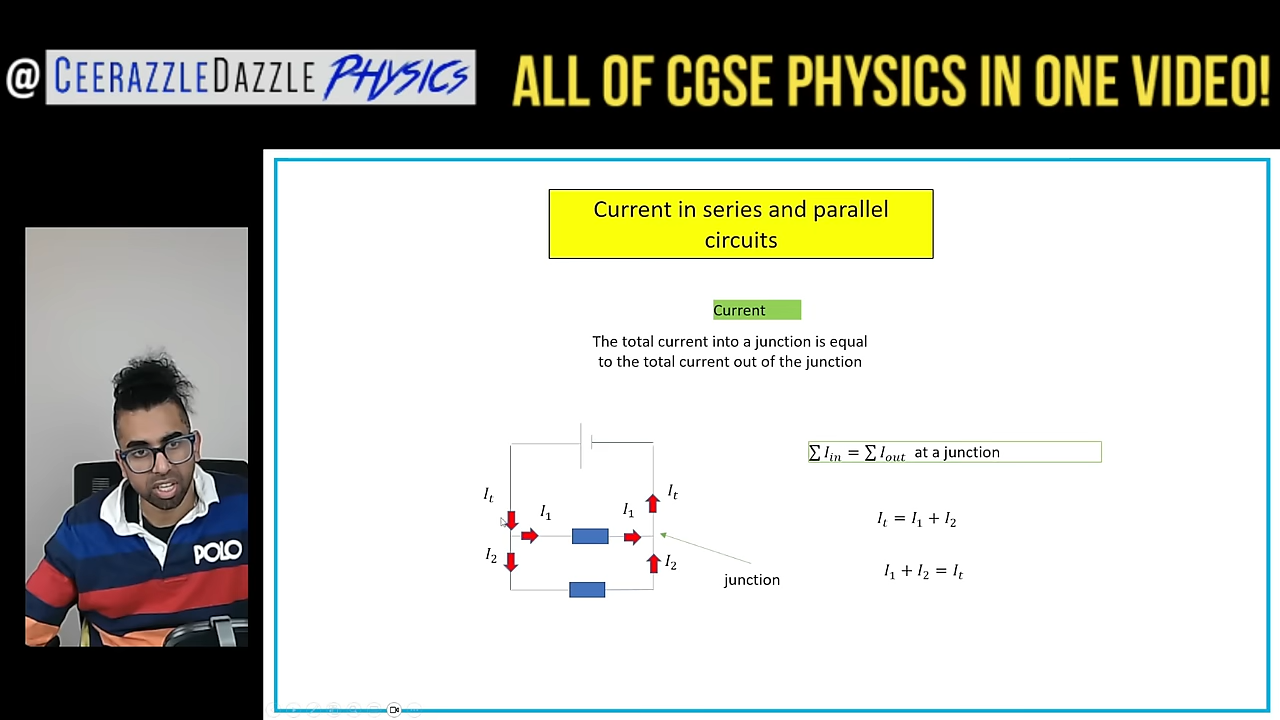 @ CEERAZZLEDAZZLE PHYSICS
ALL OF CGSE PHYSICS IN ONE VIDEO!
Current in series and parallel
circuits
Current
The total current into a junction is equal
to the total current out of the junction
∑ I_in = ∑ I_out at a junction
I_t
I_t
I_1
I_1
I_t = I_1 + I_2
I_2
I_2
junction
I_1 + I_2 = I_t
POLO